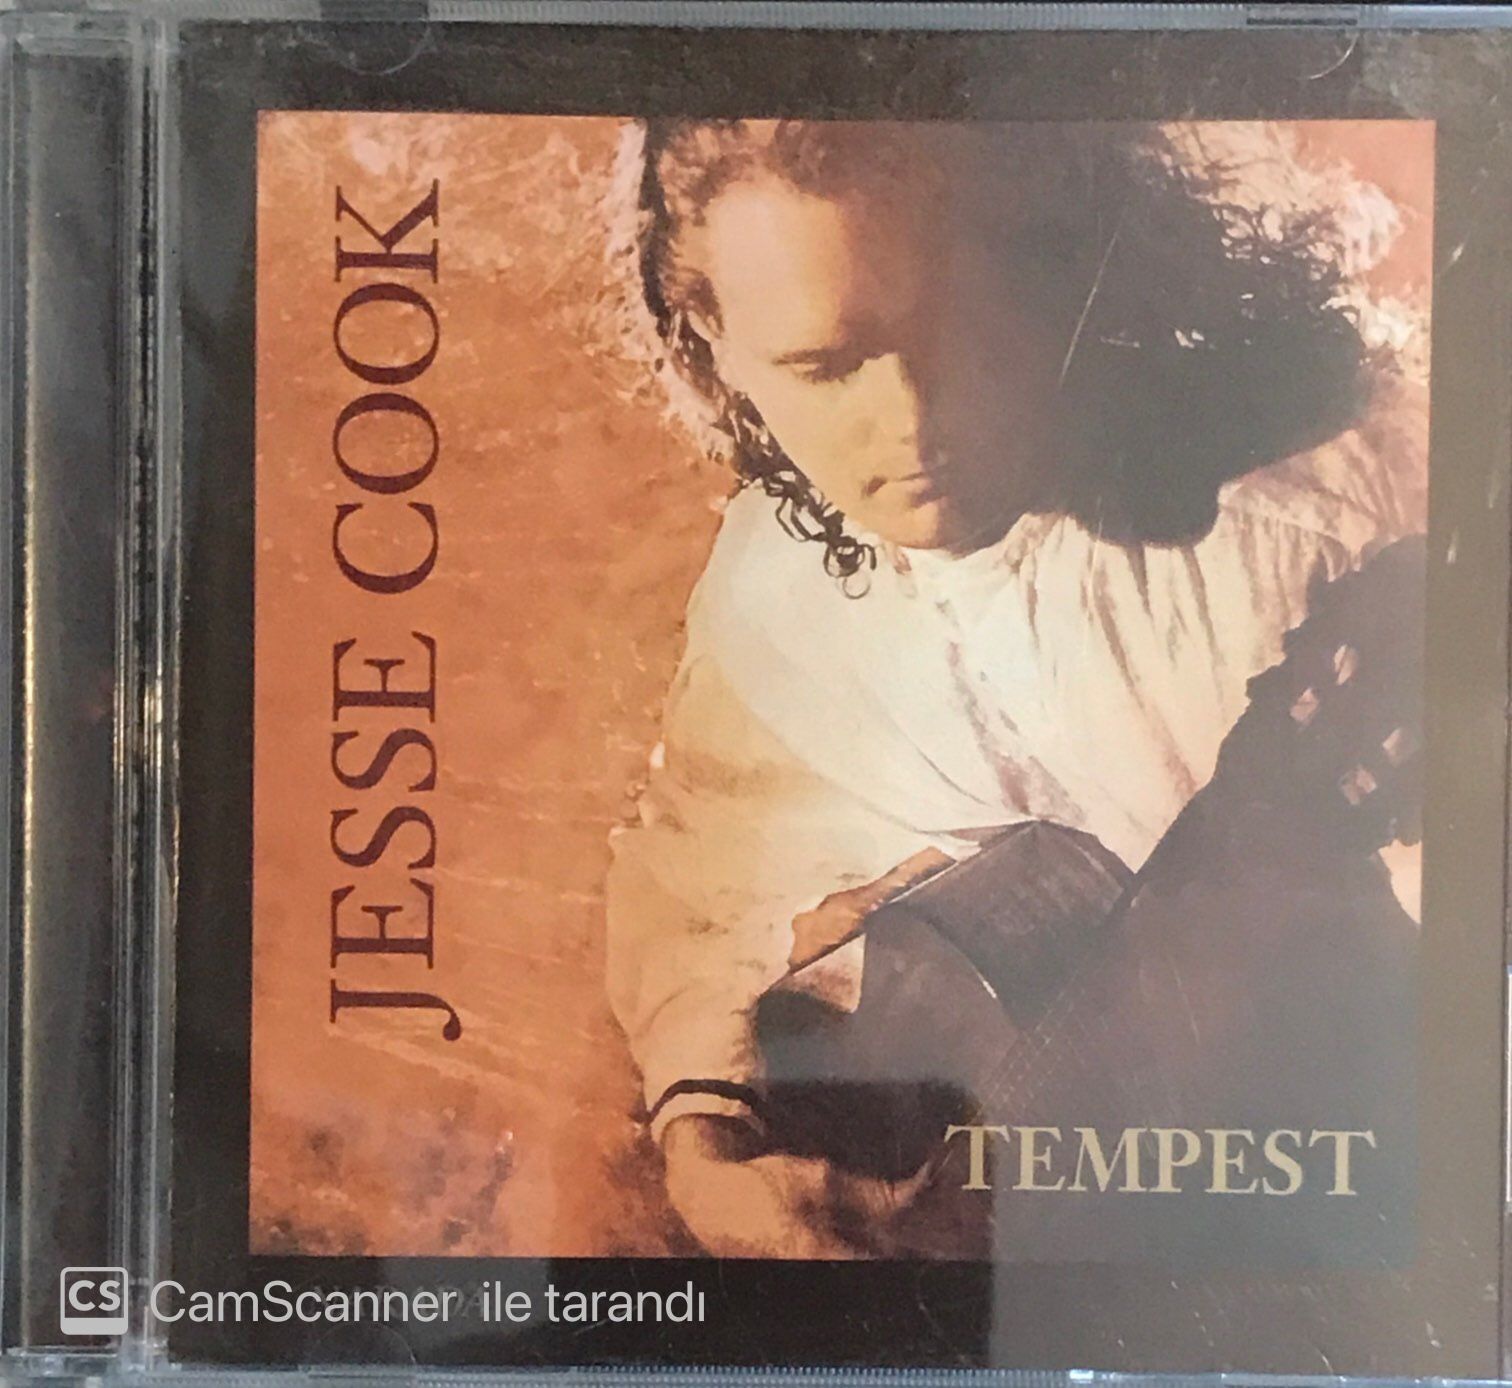 JESSE COOK
TEMPEST
CS CamScanner ile tarandı